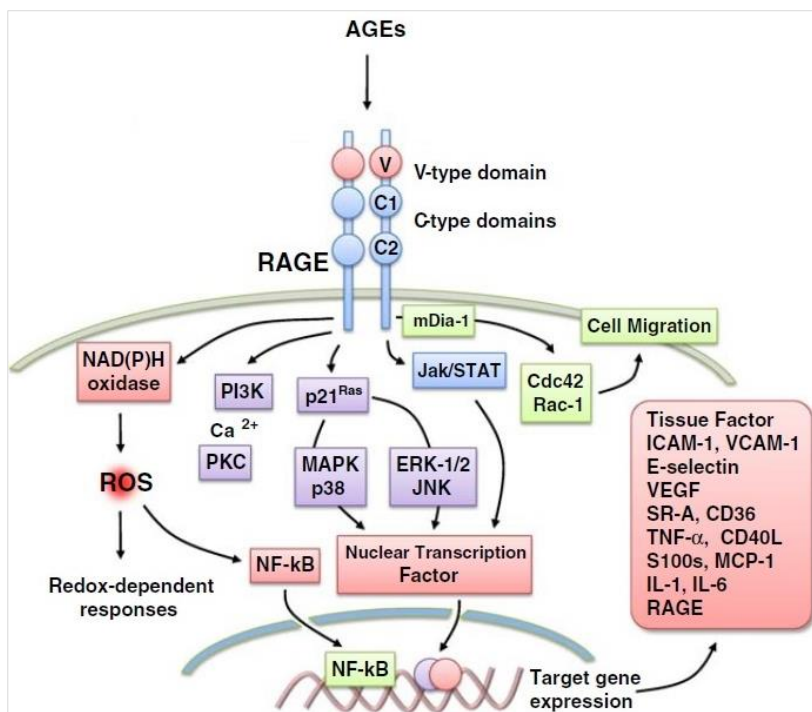 AGEs
V
V-type domain
C1
C-type domains
C2
RAGE
mDia-1
Cell Migration
NAD(P)H
oxidase
PI3K
Ca 2+
PKC
p21Ras
Jak/STAT
Cdc42
Rac-1
MAPK
p38
ERK-1/2
JNK
ROS
Redox-dependent
responses
NF-kB
Nuclear Transcription
Factor
NF-kB
Target gene
expression
Tissue Factor
ICAM-1, VCAM-1
E-selectin
VEGF
SR-A, CD36
TNF-α, CD40L
S100s, MCP-1
IL-1, IL-6
RAGE